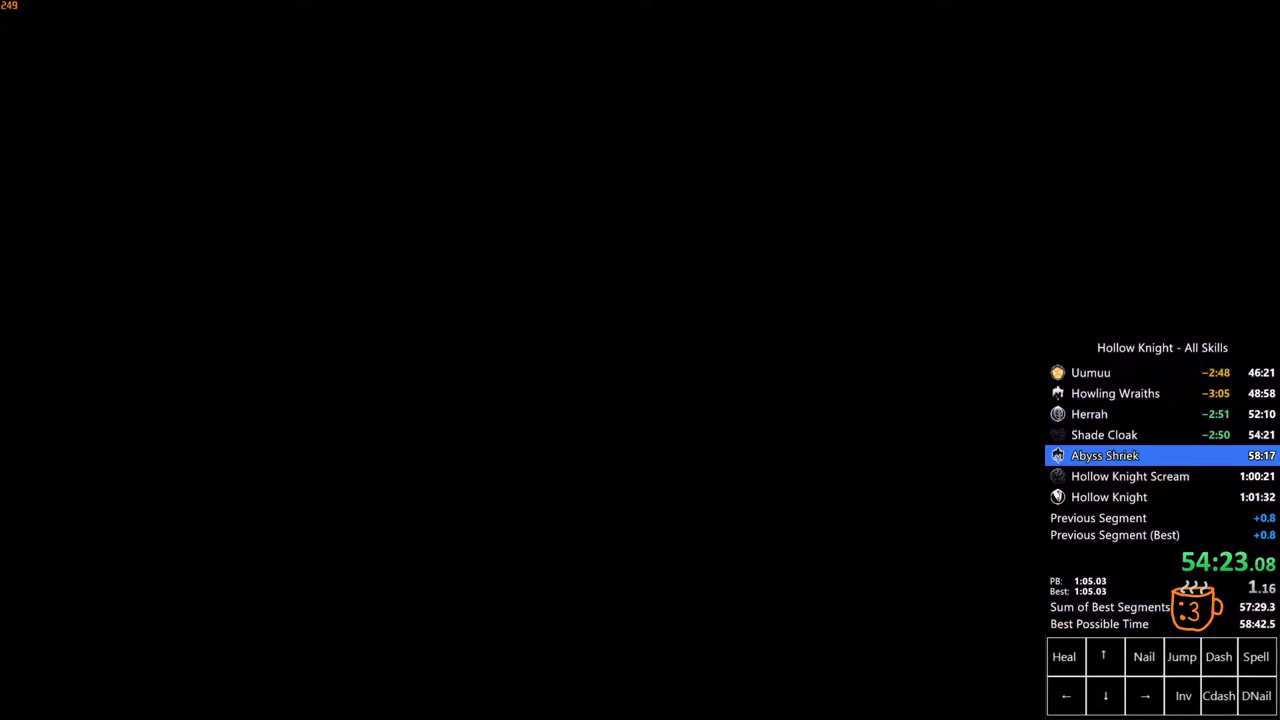 249
Hollow Knight - All Skills
Uumuu −2:48 46:21
Howling Wraiths −3:05 48:58
Herrah −2:51 52:10
Shade Cloak −2:50 54:21
Abyss Shriek 58:17
Hollow Knight Scream 1:00:21
Hollow Knight 1:01:32
Previous Segment +0.8
Previous Segment (Best) +0.8
54:23.08
PB: 1:05.03
Best: 1:05.03
1.16
Sum of Best Segments 57:29.3
Best Possible Time 58:42.5
:3
Heal ↑ Nail Jump Dash Spell
← ↓ → Inv Cdash DNail